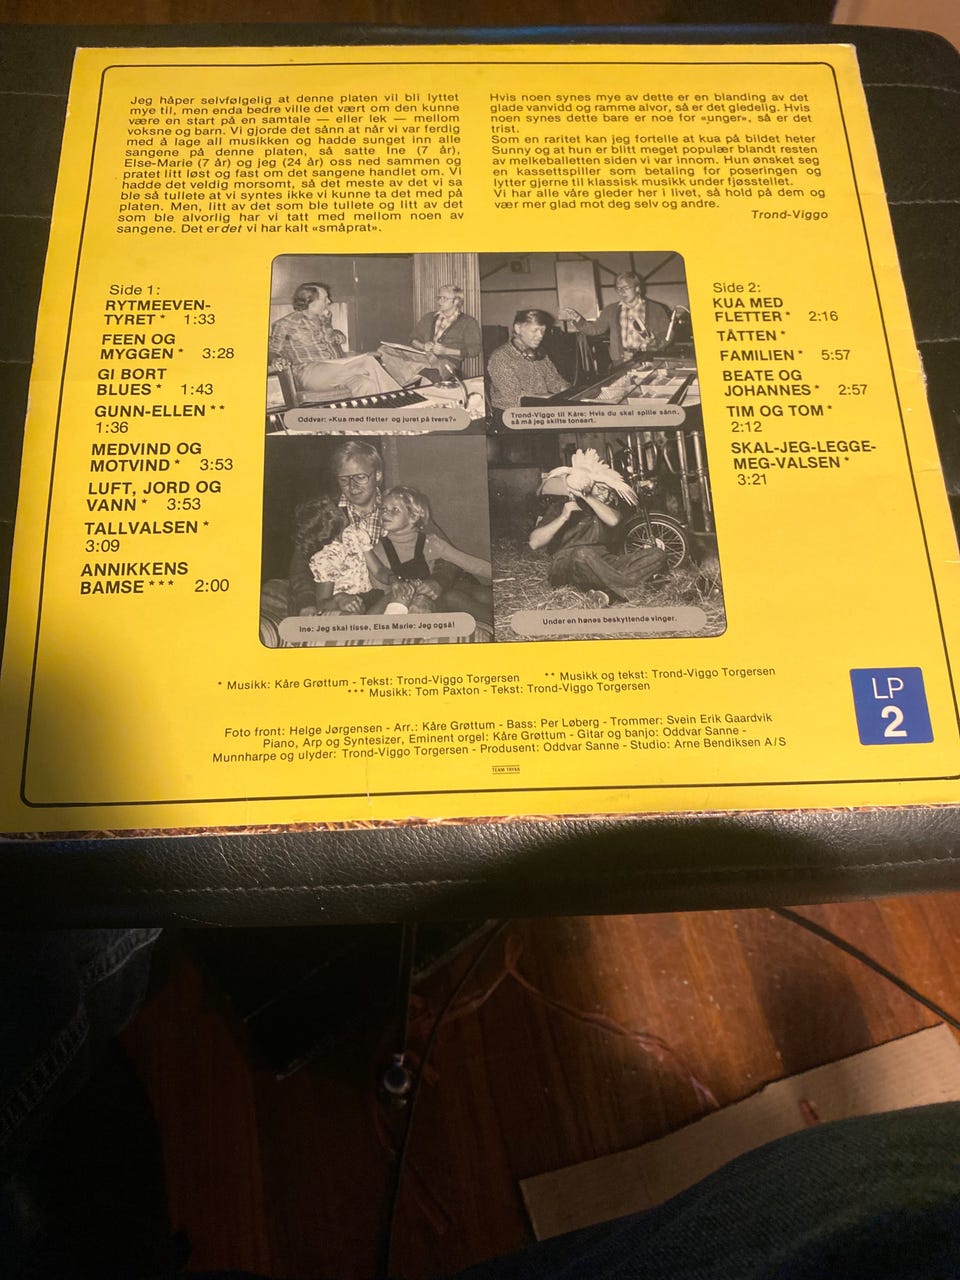 Jeg håper selvfølgelig at denne platen vil bli lyttet
mye til, men enda bedre ville det vært om den kunne
være en start på en samtale — eller lek — mellom
voksne og barn. Vi gjorde det sånn at når vi var ferdig
med å lage all musikken og hadde sunget inn alle
sangene på denne platen, så satte Ine (7 år),
Else-Marie (7 år) og jeg (24 år) oss ned sammen og
pratet litt løst og fast om det sangene handlet om. Vi
hadde det veldig morsomt, så det meste av det vi sa
ble så tullete at vi syntes ikke vi kunne ta det med på
platen. Men, litt av det som ble tullete og litt av det
som ble alvorlig har vi tatt med mellom noen av
sangene. Det er det vi har kalt «småprat».
Hvis noen synes mye av dette er en blanding av det
glade vanvidd og ramme alvor, så er det gledelig. Hvis
noen synes dette bare er noe for «unger», så er det
trist.
Som en raritet kan jeg fortelle at kua på bildet heter
Sunny og at hun er blitt meget populær blandt resten
av melkeballetten siden vi var innom. Hun ønsket seg
en kassettspiller som betaling for poseringen og
lytter gjerne til klassisk musikk under fjøsstellet.
Vi har alle våre gleder her i livet, så hold på dem og
vær mer glad mot deg selv og andre.
Trond-Viggo
Side 1:
RYTMEEVEN-
TYRET * 1:33
FEEN OG
MYGGEN * 3:28
GI BORT
BLUES * 1:43
GUNN-ELLEN **
1:36
MEDVIND OG
MOTVIND * 3:53
LUFT, JORD OG
VANN * 3:53
TALLVALSEN *
3:09
ANNIKKENS
BAMSE *** 2:00
Oddvar: «Kua med fletter og juret på tvers?»
Trond-Viggo til Kåre: Hvis du skal spille sånn,
så må jeg skifte toneart.
Ine: Jeg skal tisse, Elsa Marie: Jeg også!
Under en hønes beskyttende vinger.
Side 2:
KUA MED
FLETTER * 2:16
TÅTTEN *
FAMILIEN * 5:57
BEATE OG
JOHANNES * 2:57
TIM OG TOM *
2:12
SKAL-JEG-LEGGE-
MEG-VALSEN *
3:21
* Musikk: Kåre Grøttum - Tekst: Trond-Viggo Torgersen ** Musikk og tekst: Trond-Viggo Torgersen
*** Musikk: Tom Paxton - Tekst: Trond-Viggo Torgersen
Foto front: Helge Jørgensen - Arr.: Kåre Grøttum - Bass: Per Løberg - Trommer: Svein Erik Gaardvik
Piano, Arp og Syntesizer, Eminent orgel: Kåre Grøttum - Gitar og banjo: Oddvar Sanne -
Munnharpe og ulyder: Trond-Viggo Torgersen - Produsent: Oddvar Sanne - Studio: Arne Bendiksen A/S
TEAM TRYKK
LP
2